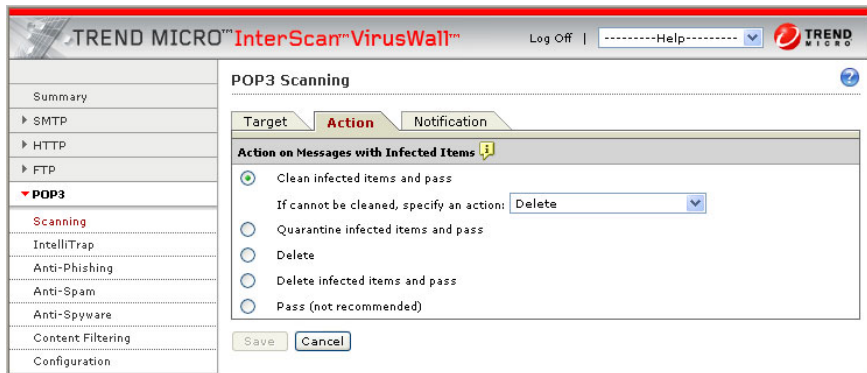 TREND MICRO™ InterScan™ VirusWall™
Log Off | ---------Help---------
TREND MICRO
Summary
SMTP
HTTP
FTP
POP3
Scanning
IntelliTrap
Anti-Phishing
Anti-Spam
Anti-Spyware
Content Filtering
Configuration
POP3 Scanning
?
Target Action Notification
Action on Messages with Infected Items i
Clean infected items and pass
If cannot be cleaned, specify an action: Delete
Quarantine infected items and pass
Delete
Delete infected items and pass
Pass (not recommended)
Save Cancel